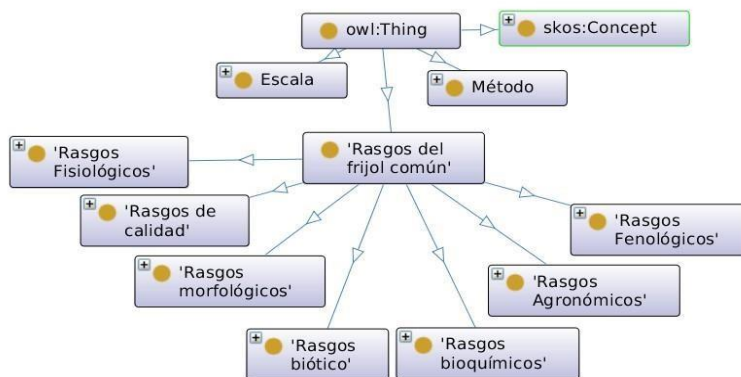 owl:Thing
skos:Concept
Escala
Método
'Rasgos del
frijol común'
'Rasgos
Fisiológicos'
'Rasgos de
calidad'
'Rasgos
Fenológicos'
'Rasgos
morfológicos'
'Rasgos
Agronómicos'
'Rasgos
biótico'
'Rasgos
bioquímicos'